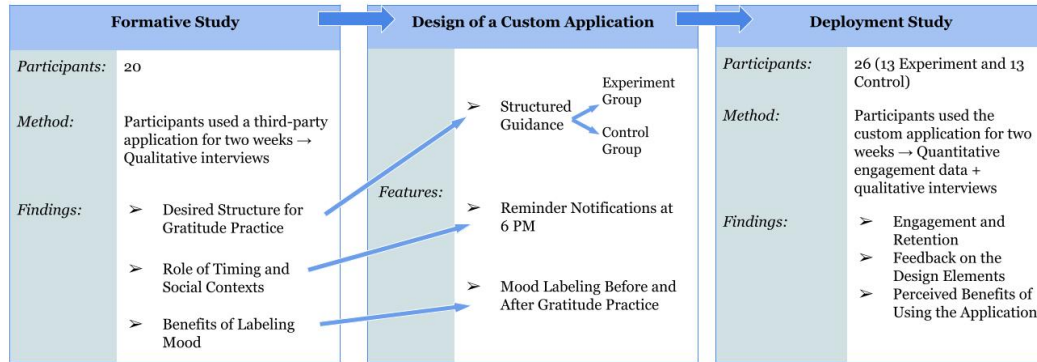 Formative Study
Participants:
20
Method:
Participants used a third-party
application for two weeks →
Qualitative interviews
Findings:
➢ Desired Structure for
Gratitude Practice
➢ Role of Timing and
Social Contexts
➢ Benefits of Labeling
Mood
Design of a Custom Application
Features:
➢ Structured
Guidance
Experiment
Group
Control
Group
➢ Reminder Notifications at
6 PM
➢ Mood Labeling Before and
After Gratitude Practice
Deployment Study
Participants:
26 (13 Experiment and 13
Control)
Method:
Participants used the
custom application for two
weeks → Quantitative
engagement data +
qualitative interviews
Findings:
➢ Engagement and
Retention
➢ Feedback on the
Design Elements
➢ Perceived Benefits of
Using the Application